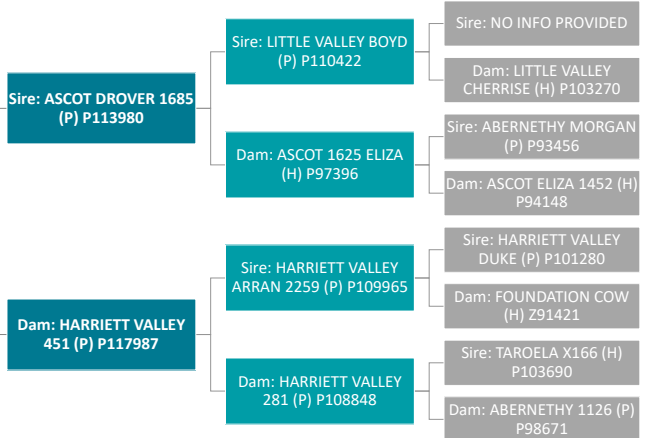 Sire: ASCOT DROVER 1685
(P) P113980
Sire: LITTLE VALLEY BOYD
(P) P110422
Sire: NO INFO PROVIDED
Dam: LITTLE VALLEY
CHERRISE (H) P103270
Dam: ASCOT 1625 ELIZA
(H) P97396
Sire: ABERNETHY MORGAN
(P) P93456
Dam: ASCOT ELIZA 1452 (H)
P94148
Dam: HARRIETT VALLEY
451 (P) P117987
Sire: HARRIETT VALLEY
ARRAN 2259 (P) P109965
Sire: HARRIETT VALLEY
DUKE (P) P101280
Dam: FOUNDATION COW
(H) Z91421
Dam: HARRIETT VALLEY
281 (P) P108848
Sire: TAROELA X166 (H)
P103690
Dam: ABERNETHY 1126 (P)
P98671